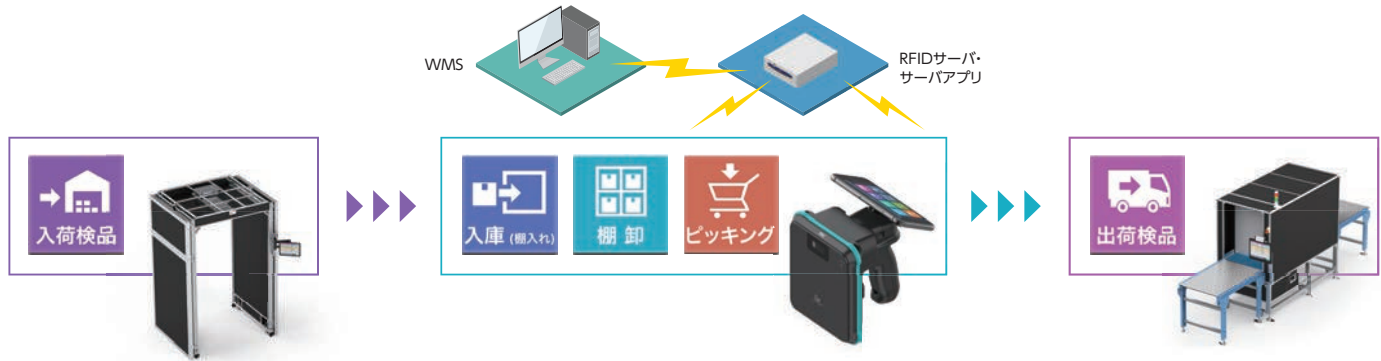 WMS
RFIDサーバ・
サーバアプリ
入荷検品
入庫 (棚入れ)
棚卸
ピッキング
出荷検品